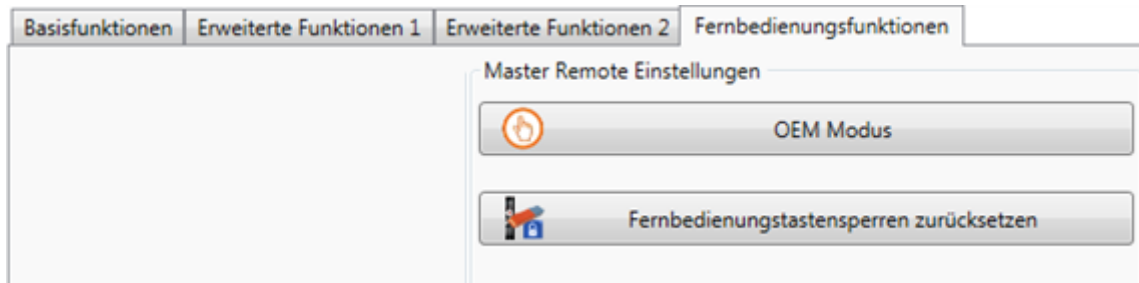 Basisfunktionen Erweiterte Funktionen 1 Erweiterte Funktionen 2 Fernbedienungsfunktionen
Master Remote Einstellungen
OEM Modus
Fernbedienungstastensperren zurücksetzen